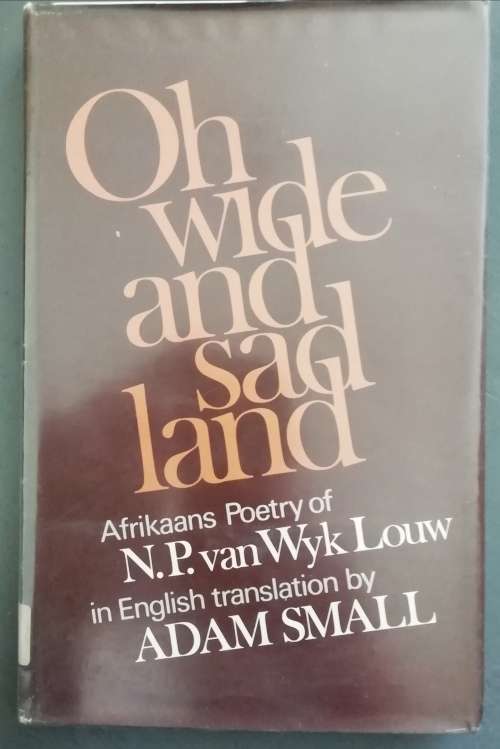 Oh
wide
and
sad
land
Afrikaans Poetry of
N.P. van Wyk Louw
in English translation by
ADAM SMALL